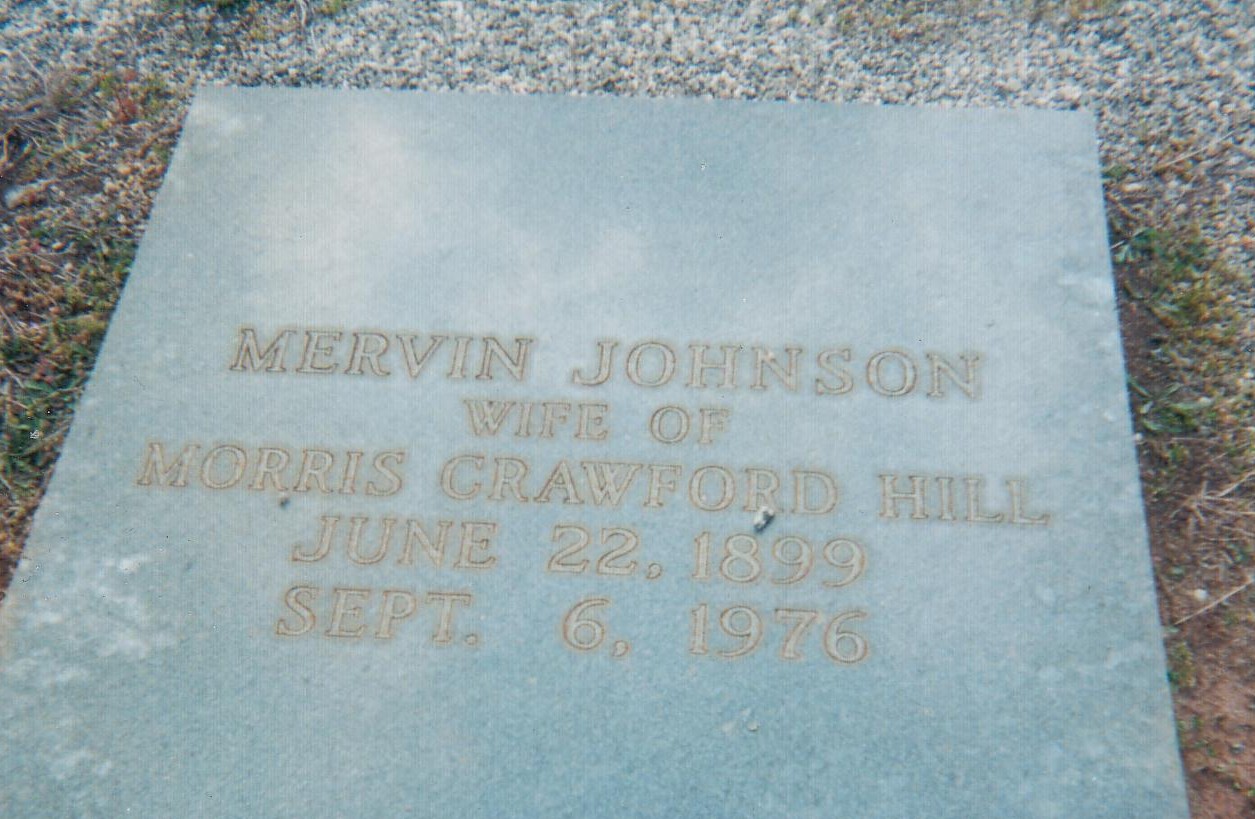 MERVIN JOHNSON
WIFE OF
MORRIS CRAWFORD HILL
JUNE 22, 1899
SEPT. 6, 1976